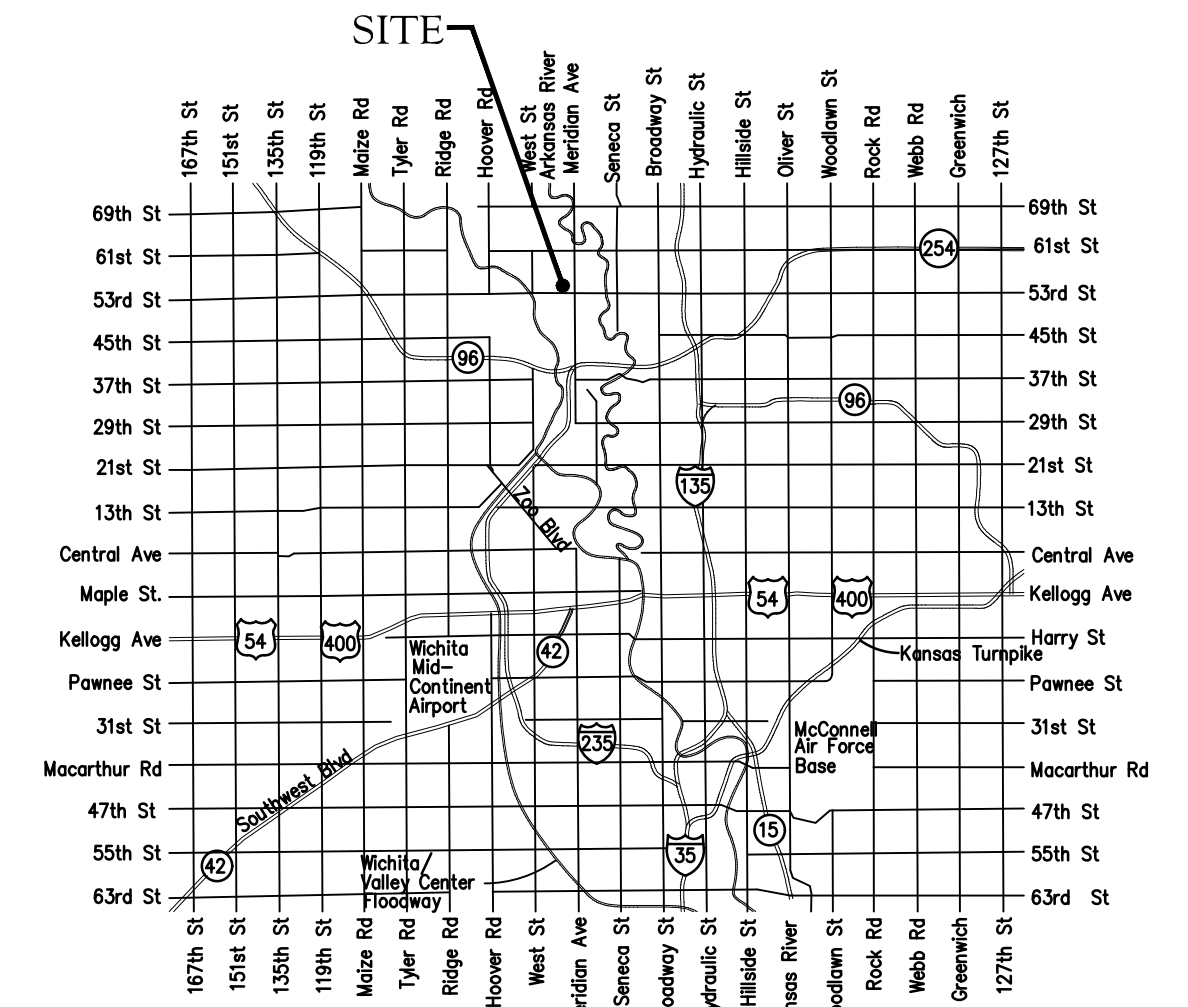 SITE
167th St
151st St
135th St
119th St
Maize Rd
Tyler Rd
Ridge Rd
Hoover Rd
West St
Arkansas River
Meridian Ave
Seneca St
Broadway St
Hydraulic St
Hillside St
Oliver St
Woodlawn St
Rock Rd
Webb Rd
Greenwich
127th St
69th St
69th St
61st St
254
61st St
53rd St
53rd St
45th St
45th St
96
37th St
37th St
96
29th St
29th St
21st St
21st St
135
13th St
Zoo Blvd
13th St
Central Ave
Central Ave
Maple St.
54
400
Kellogg Ave
Kellogg Ave
54
400
Harry St
Wichita
Mid-
Continent
Airport
42
Kansas Turnpike
Pawnee St
Pawnee St
31st St
31st St
235
McConnell
Air Force
Base
Macarthur Rd
Macarthur Rd
Southwest Blvd
47th St
47th St
15
55th St
55th St
42
35
Wichita/
Valley Center
Floodway
63rd St
63rd St
167th St
151st St
135th St
119th St
Maize Rd
Tyler Rd
Ridge Rd
Hoover Rd
West St
ridian Ave
Seneca St
oadway St
ydraulic St
Hillside St
nsas River
odlawn St
Rock Rd
Webb Rd
Greenwich
127th St